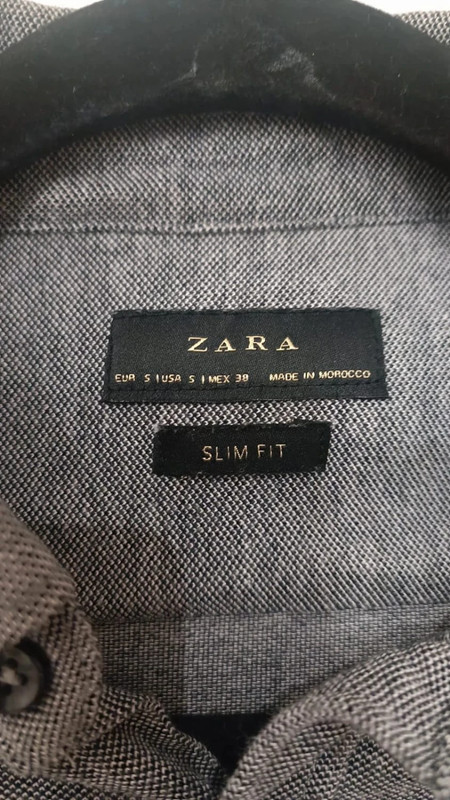 ZARA
EUR S | USA S | MEX 38 MADE IN MOROCCO
SLIM FIT